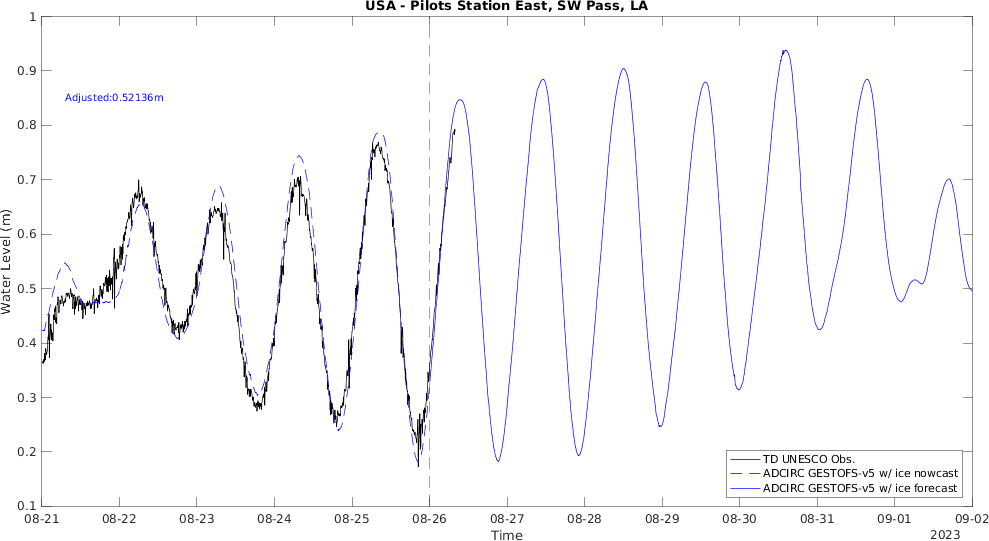 USA - Pilots Station East, SW Pass, LA
1
0.9
0.8
0.7
0.6
0.5
0.4
0.3
0.2
0.1
Water Level (m)
Adjusted:0.52136m
TD UNESCO Obs.
ADCIRC GESTOFS-v5 w/ ice nowcast
ADCIRC GESTOFS-v5 w/ ice forecast
08-21 08-22 08-23 08-24 08-25 08-26 08-27 08-28 08-29 08-30 08-31 09-01 09-02
Time
2023